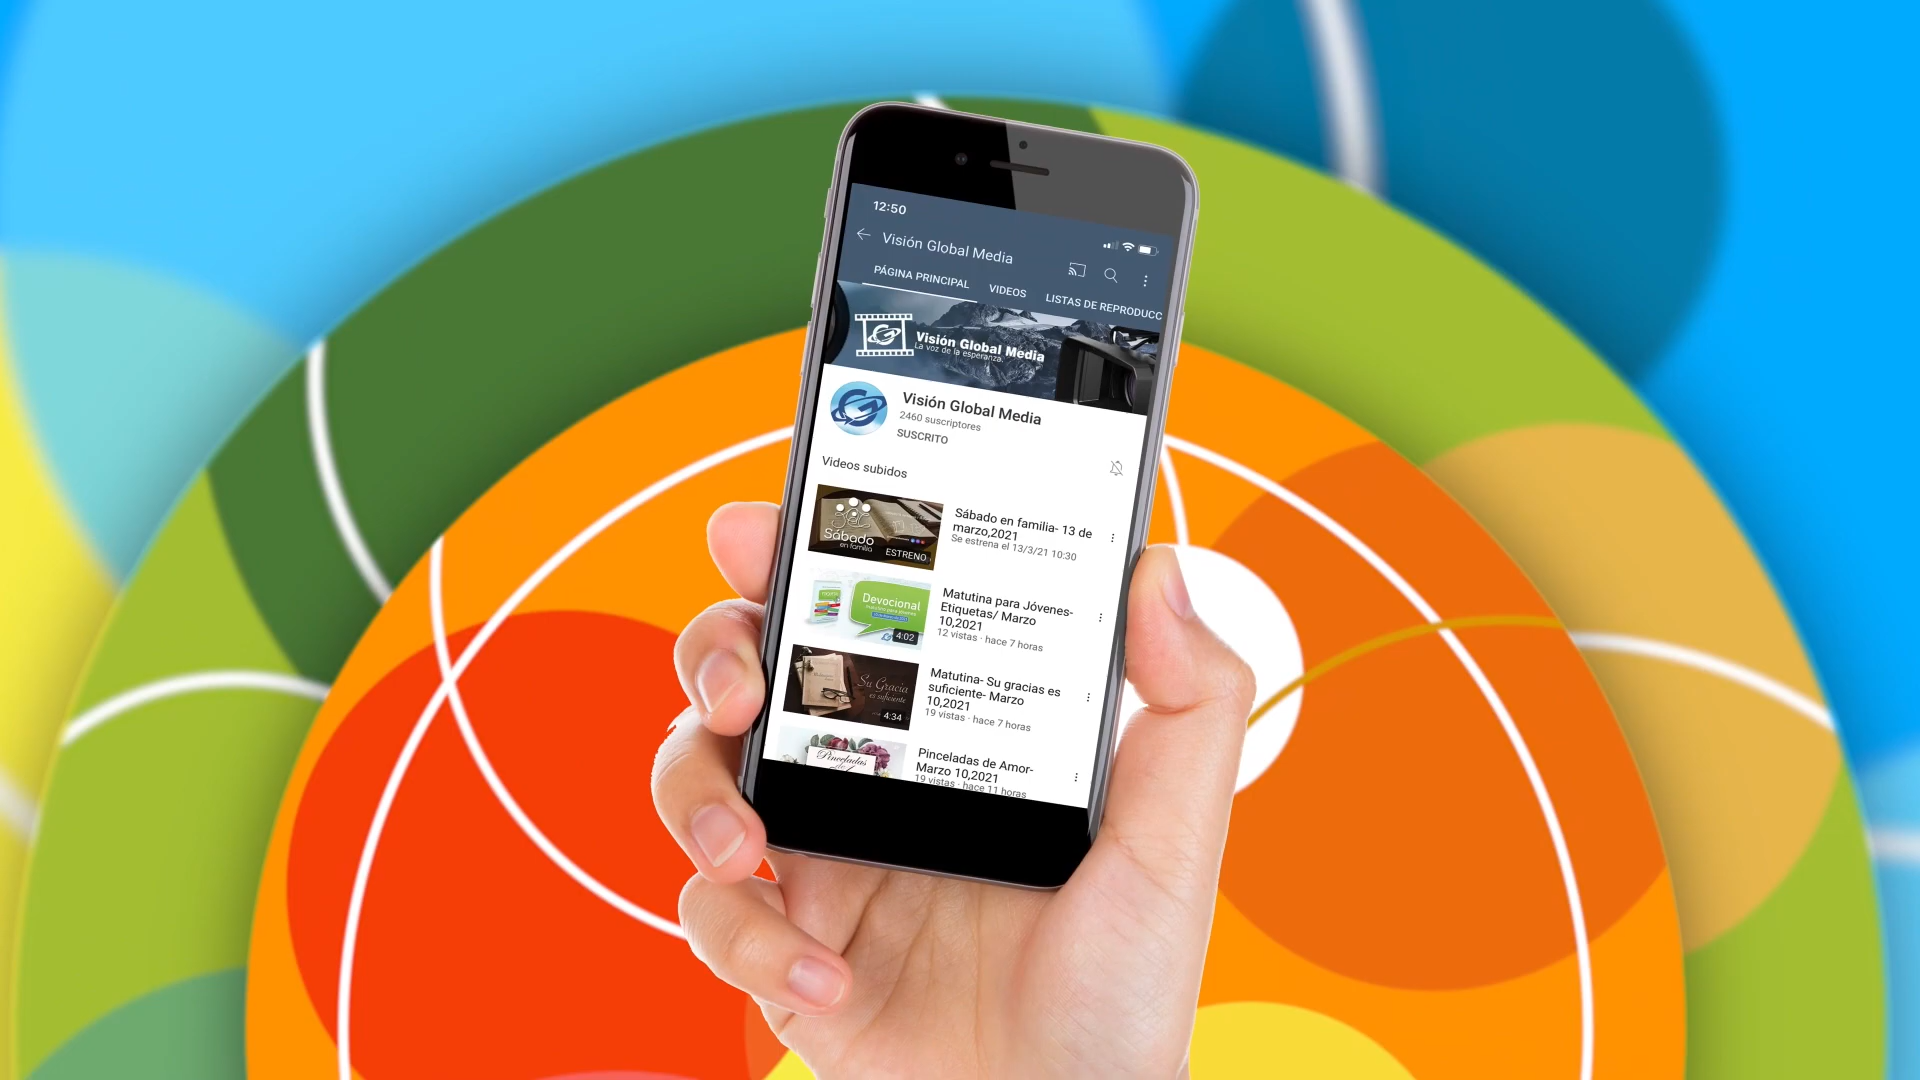 12:50
Visión Global Media
PÁGINA PRINCIPAL VIDEOS LISTAS DE REPRODUCC
Visión Global Media
La voz de la esperanza.
Visión Global Media
2460 suscriptores
SUSCRITO
Videos subidos
Sábado
en familia
ESTRENO
Sábado en familia- 13 de
marzo,2021
Se estrena el 13/3/21 10:30
Devocional
4:02
Matutina para Jóvenes-
Etiquetas/ Marzo
10,2021
12 vistas · hace 7 horas
Su Gracia
es suficiente
4:34
Matutina- Su gracias es
suficiente- Marzo
10,2021
19 vistas · hace 7 horas
Pinceladas
Pinceladas de Amor-
Marzo 10,2021
19 vistas · hace 11 horas